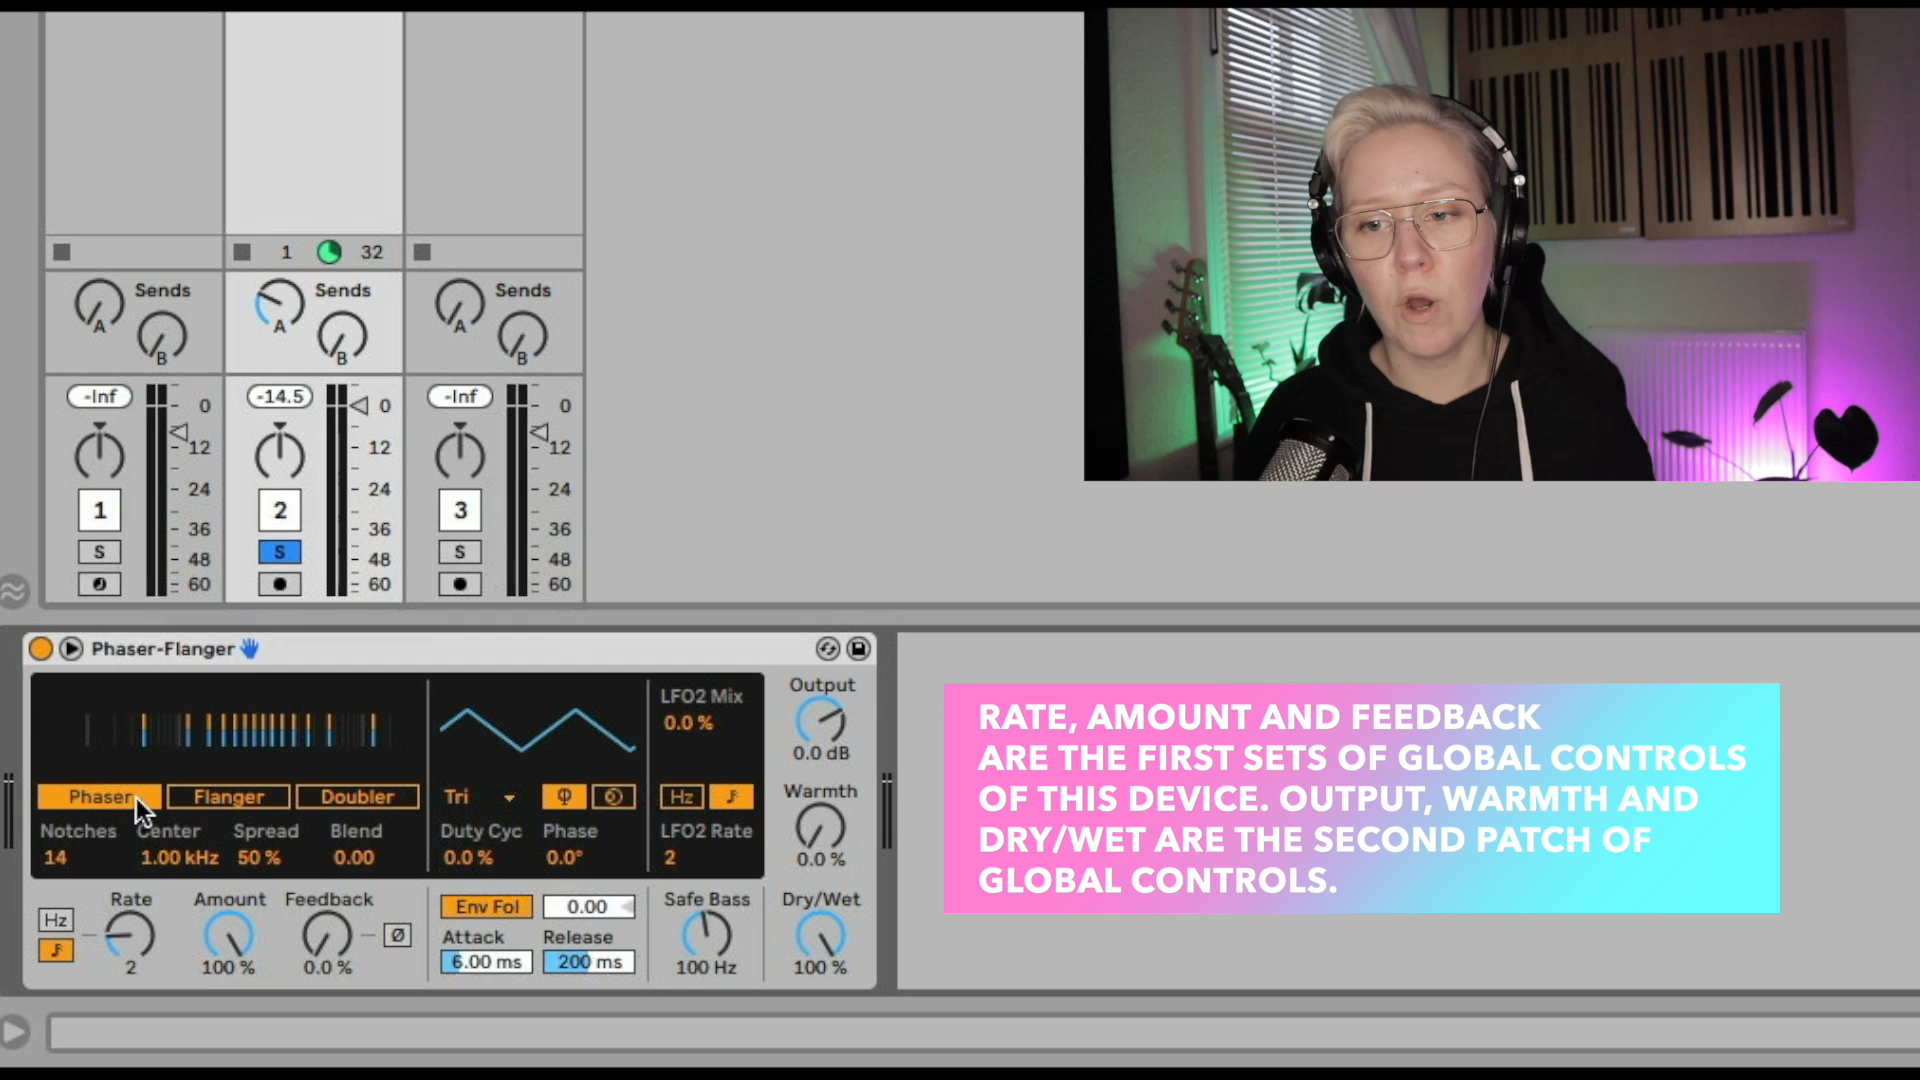 1 32
Sends Sends Sends
A A A
B B B
-Inf 0 -14.5 0 -Inf 0
12 12 12
24 24 24
1 2 3
36 36 36
S S S
48 48 48
60 60 60
Phaser-Flanger
Output
LFO2 Mix
0.0 %
0.0 dB
Phaser Flanger Doubler Tri Hz
Warmth
Notches Center Spread Blend Duty Cyc Phase LFO2 Rate
14 1.00 kHz 50 % 0.00 0.0 % 0.0° 2
0.0 %
Rate Amount Feedback Env Fol 0.00 Safe Bass Dry/Wet
Hz Ø
Attack Release
2 100 % 0.0 % 6.00 ms 200 ms 100 Hz 100 %
RATE, AMOUNT AND FEEDBACK
ARE THE FIRST SETS OF GLOBAL CONTROLS
OF THIS DEVICE. OUTPUT, WARMTH AND
DRY/WET ARE THE SECOND PATCH OF
GLOBAL CONTROLS.